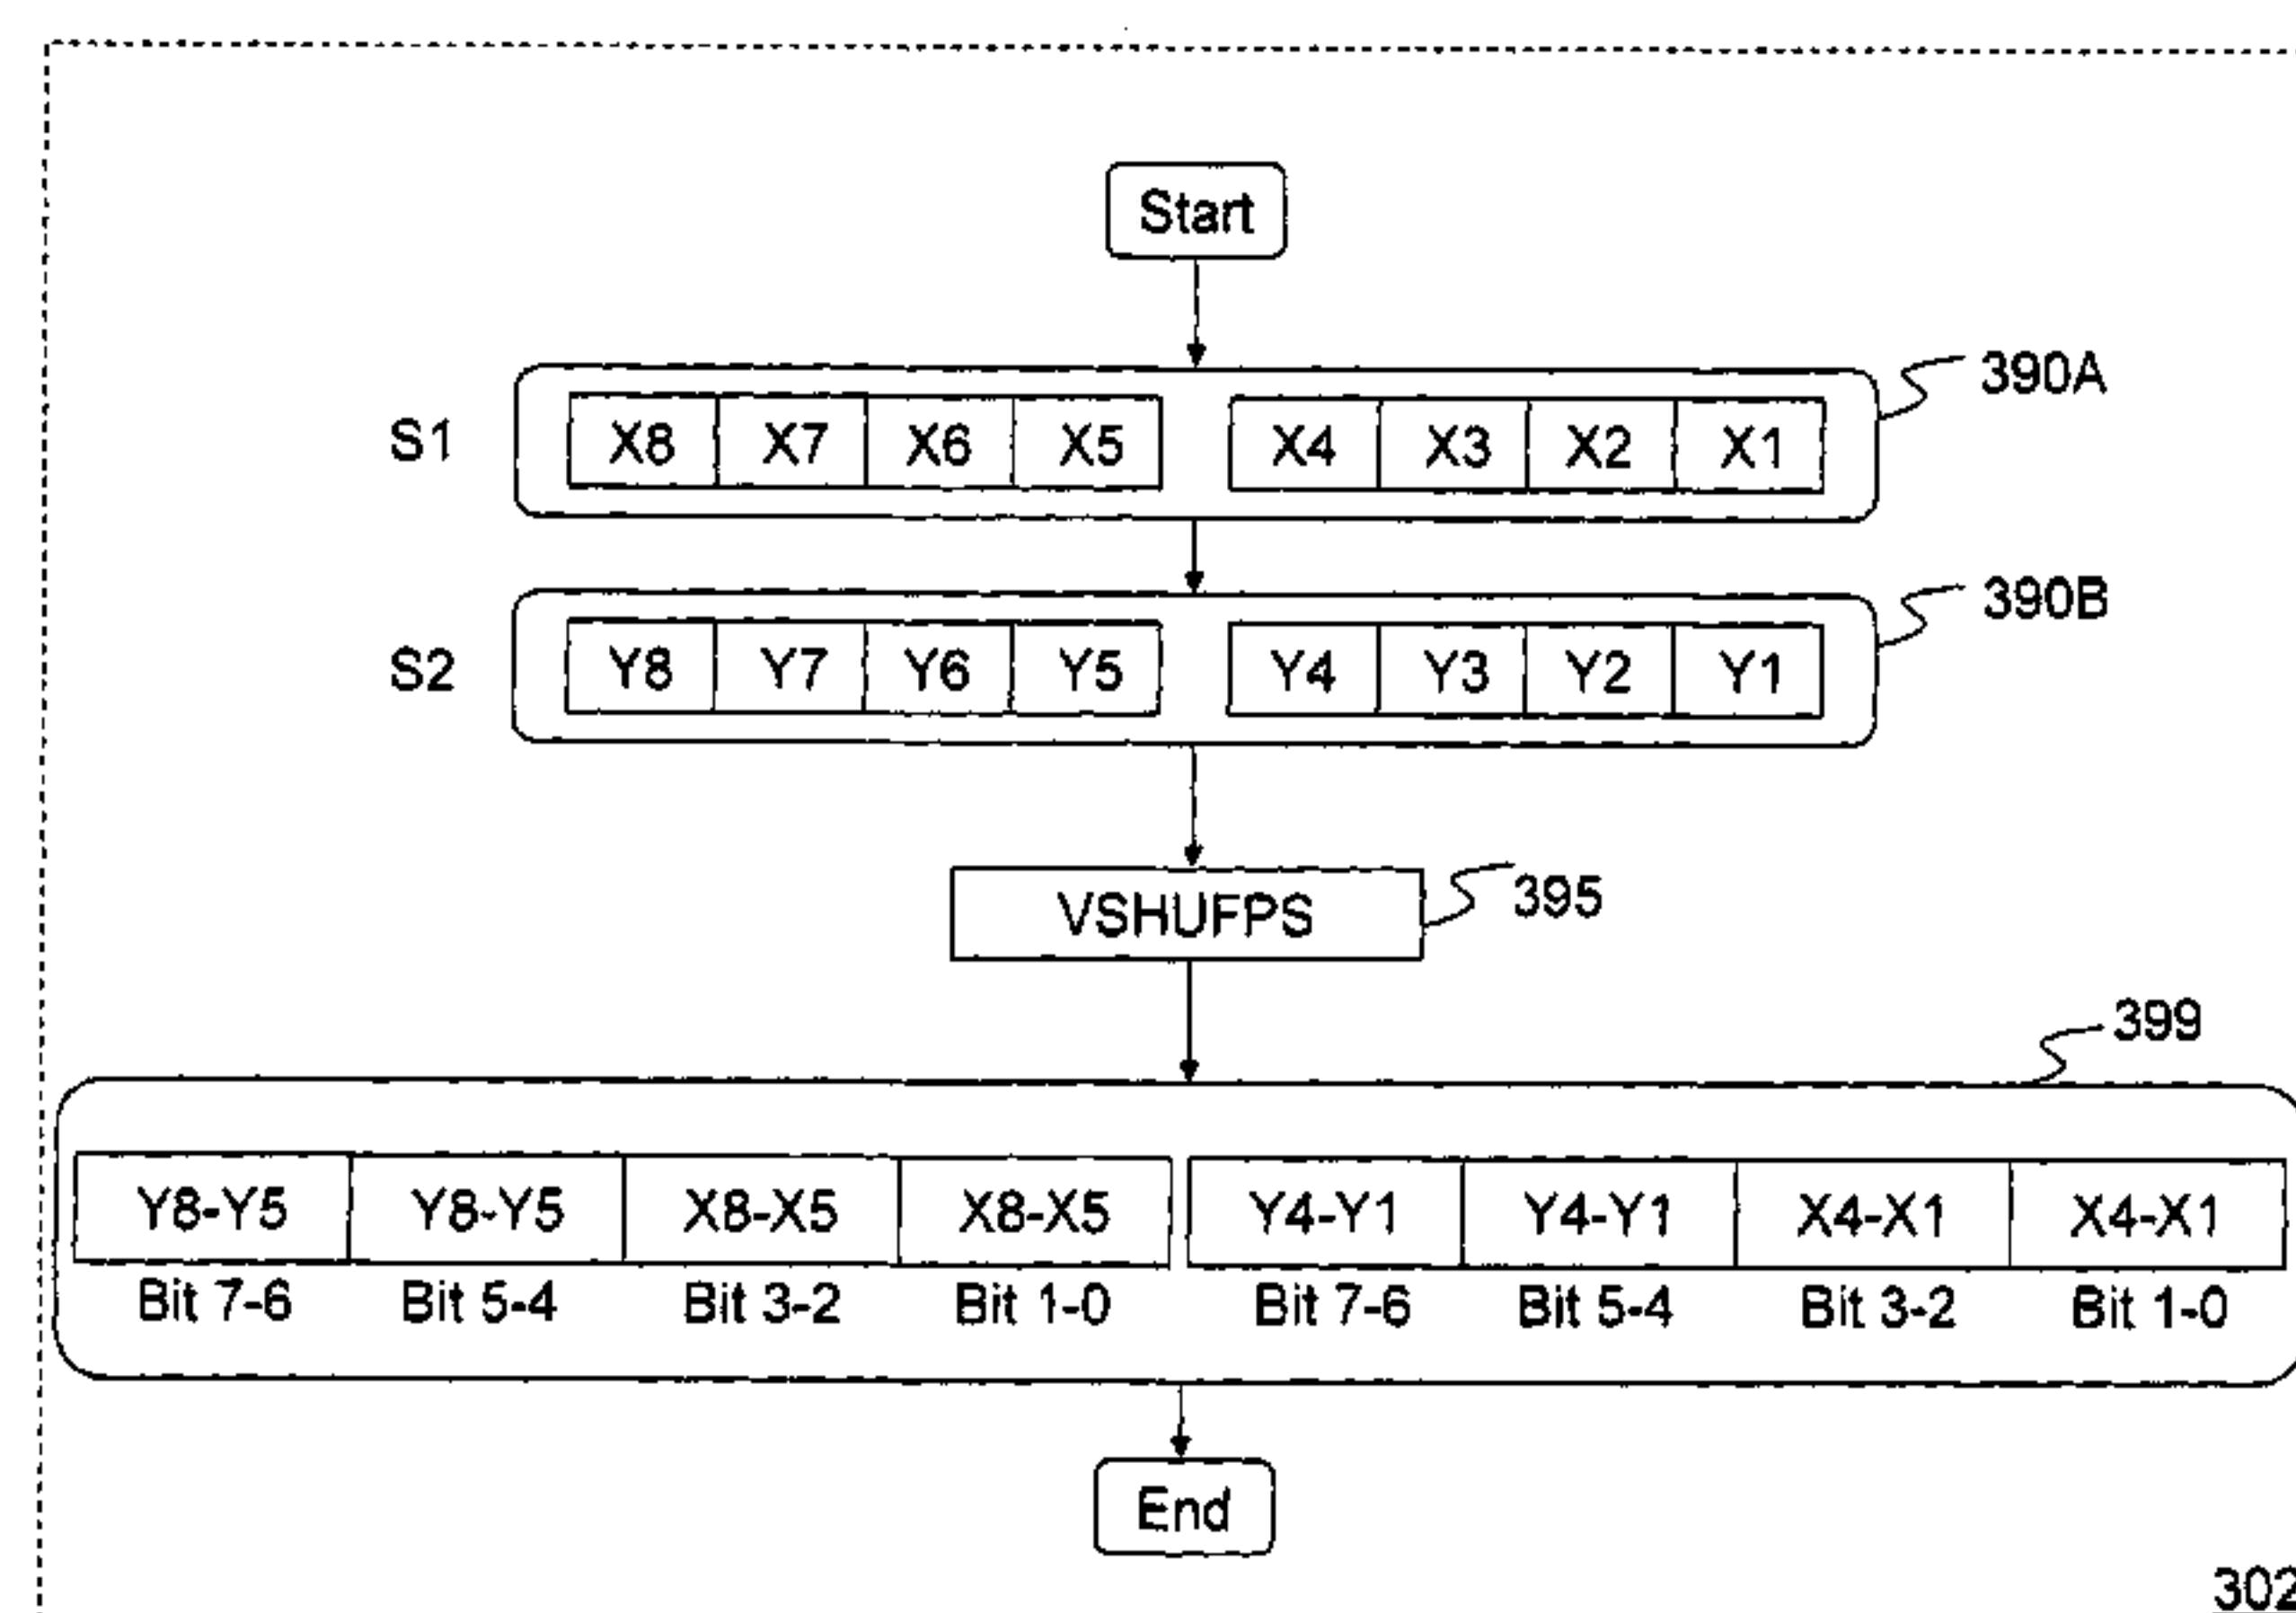 Start
390A
S1 X8 X7 X6 X5 X4 X3 X2 X1
390B
S2 Y8 Y7 Y6 Y5 Y4 Y3 Y2 Y1
VSHUFPS 395
399
Y8-Y5 Y8-Y5 X8-X5 X8-X5 Y4-Y1 Y4-Y1 X4-X1 X4-X1
Bit 7-6 Bit 5-4 Bit 3-2 Bit 1-0 Bit 7-6 Bit 5-4 Bit 3-2 Bit 1-0
End
302